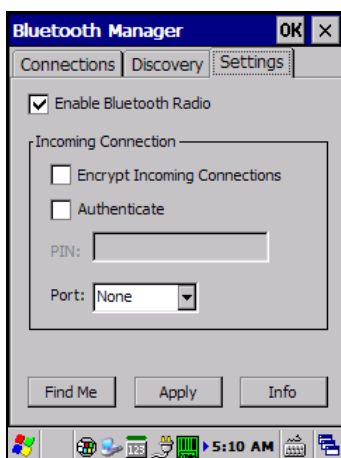 Bluetooth Manager OK ×
Connections Discovery Settings
Enable Bluetooth Radio
Incoming Connection
Encrypt Incoming Connections
Authenticate
PIN:
Port: None
Find Me Apply Info
123 5:10 AM